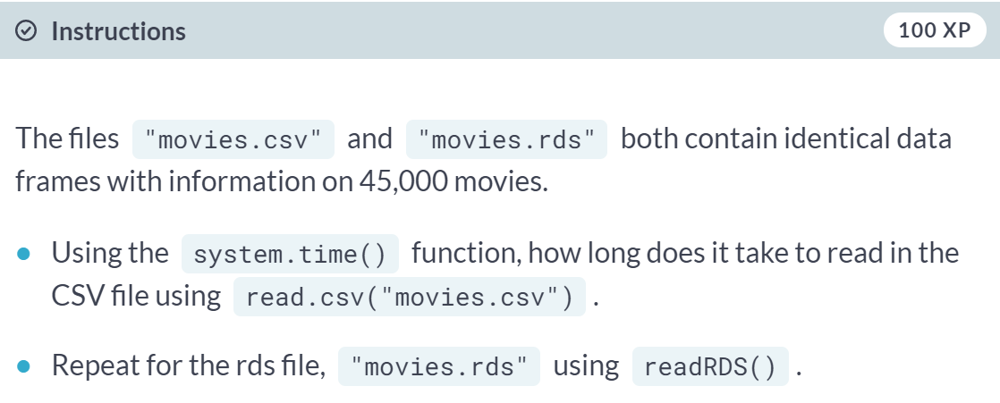 Instructions
100 XP
The files "movies.csv" and "movies.rds" both contain identical data
frames with information on 45,000 movies.
Using the system.time() function, how long does it take to read in the
CSV file using read.csv("movies.csv") .
Repeat for the rds file, "movies.rds" using readRDS() .